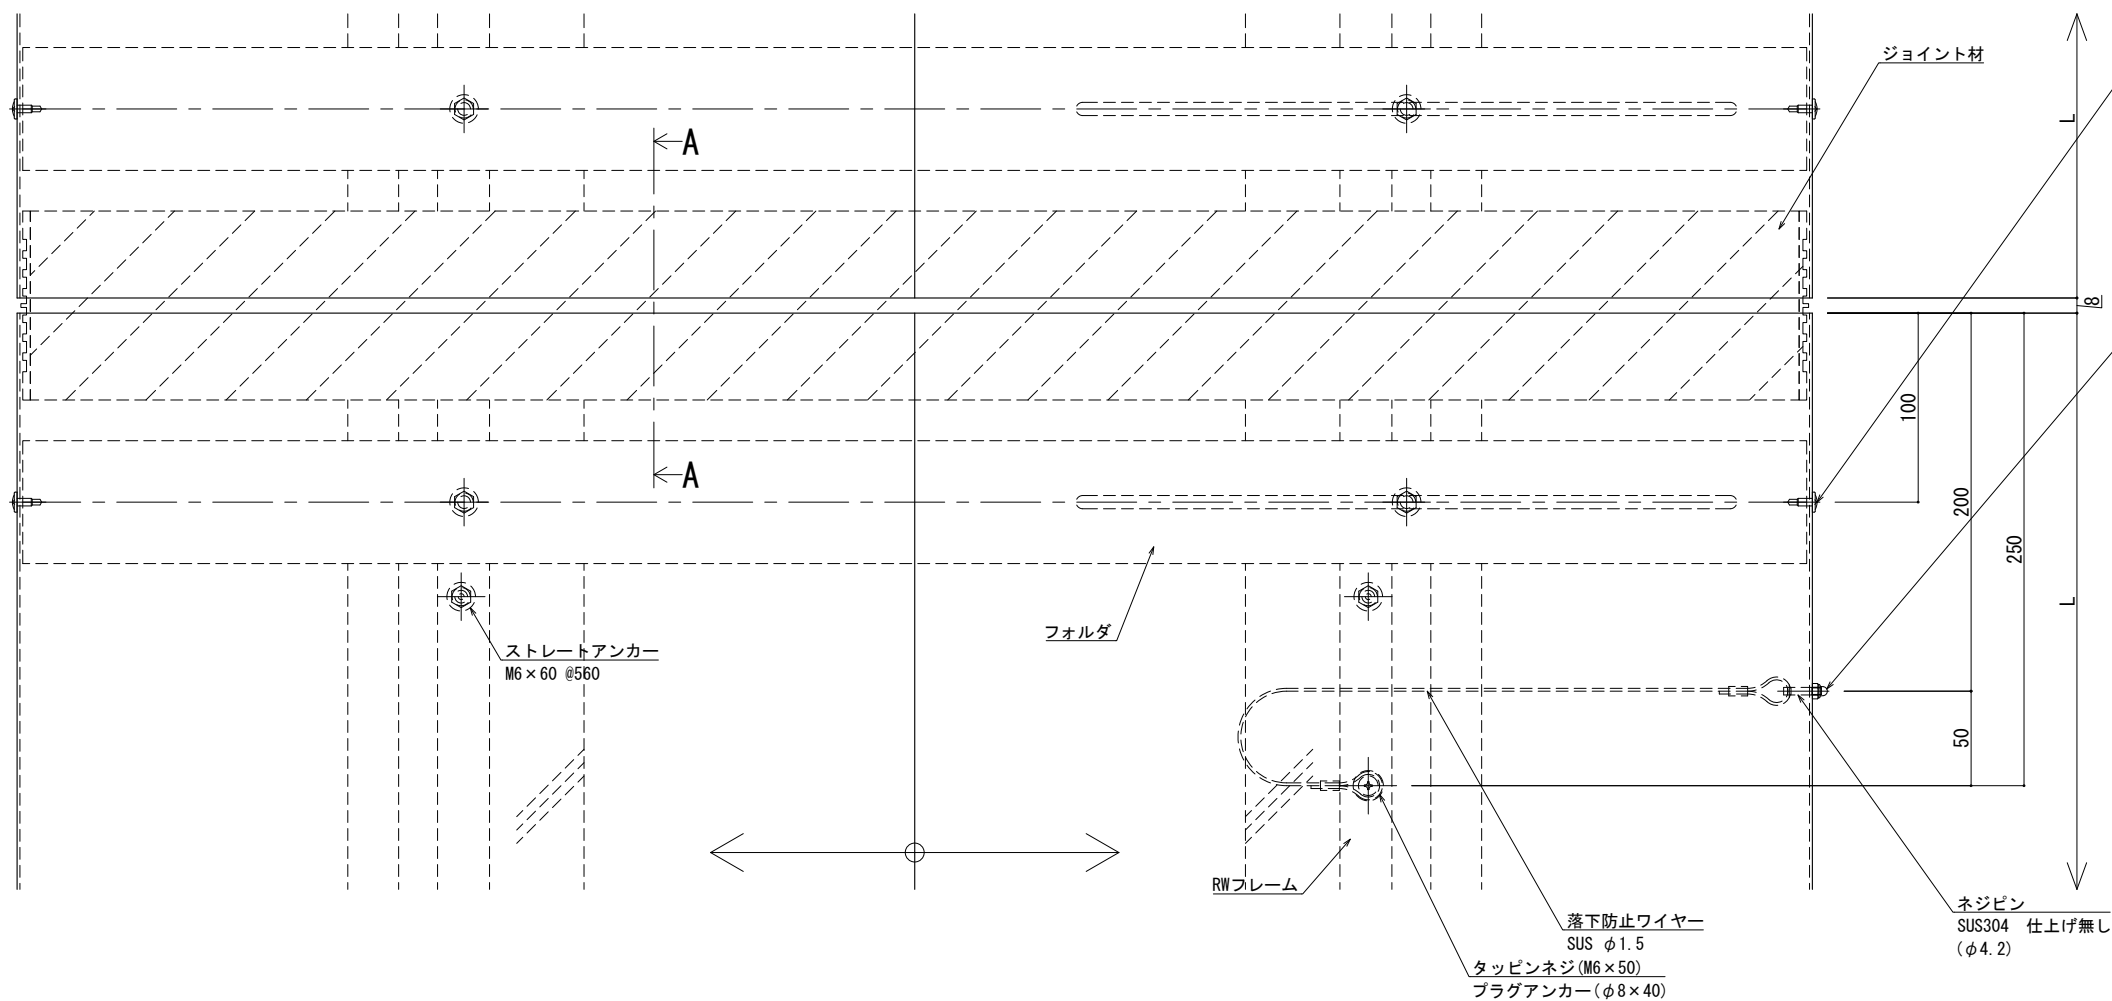 ジョイント材
L
A
8
100
A
200
250
ストレートアンカー
M6×60 @560
フォルダ
L
50
RWフレーム
落下防止ワイヤー
SUS φ1.5
タッピンネジ(M6×50)
プラグアンカー(φ8×40)
ネジピン
SUS304 仕上げ無し
(φ4.2)